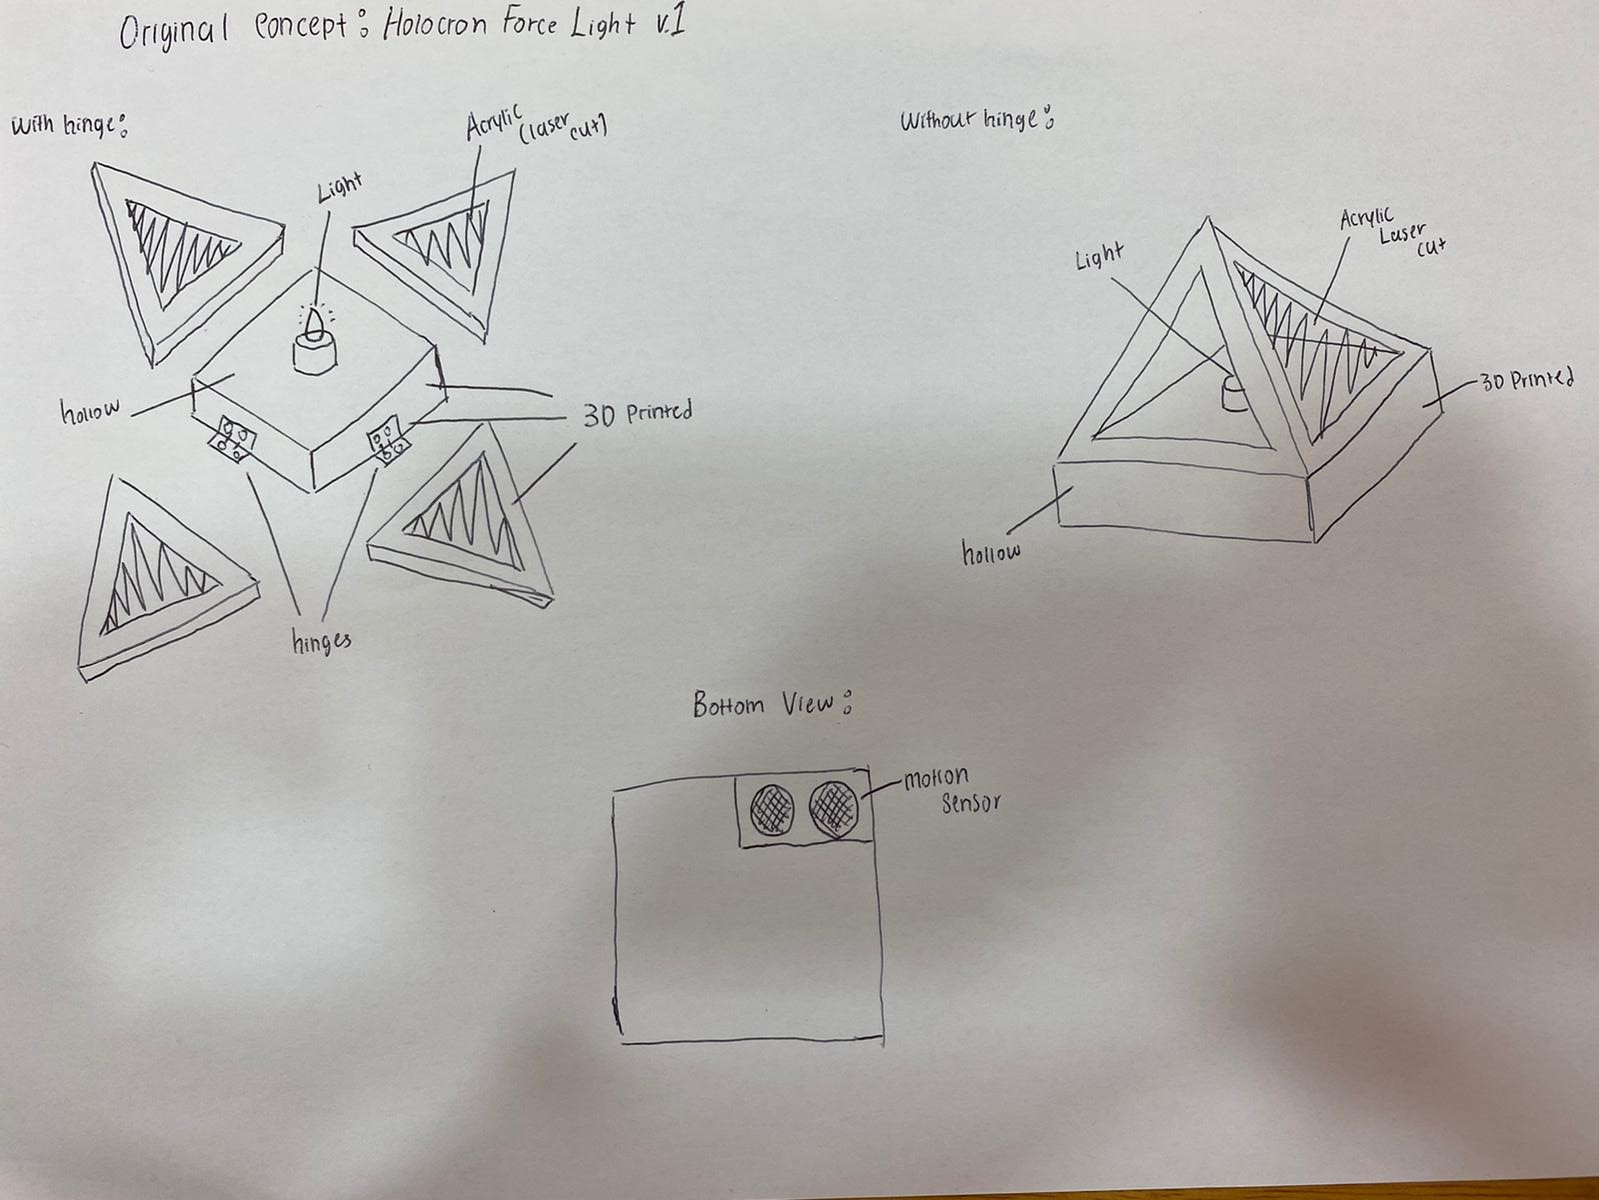 Original Concept: Holocron Force Light v.1
With hinge:
Acrylic
(laser
cut)
Light
hollow
3D Printed
hinges
Without hinge:
Acrylic
Laser
cut
Light
3D Printed
hollow
Bottom View:
motion
sensor